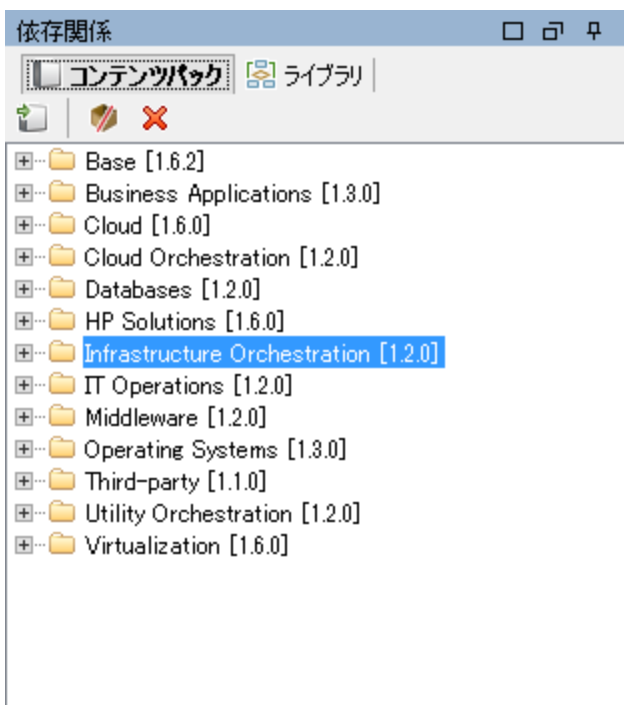 依存関係
コンテンツパック ライブラリ
Base [1.6.2]
Business Applications [1.3.0]
Cloud [1.6.0]
Cloud Orchestration [1.2.0]
Databases [1.2.0]
HP Solutions [1.6.0]
Infrastructure Orchestration [1.2.0]
IT Operations [1.2.0]
Middleware [1.2.0]
Operating Systems [1.3.0]
Third-party [1.1.0]
Utility Orchestration [1.2.0]
Virtualization [1.6.0]